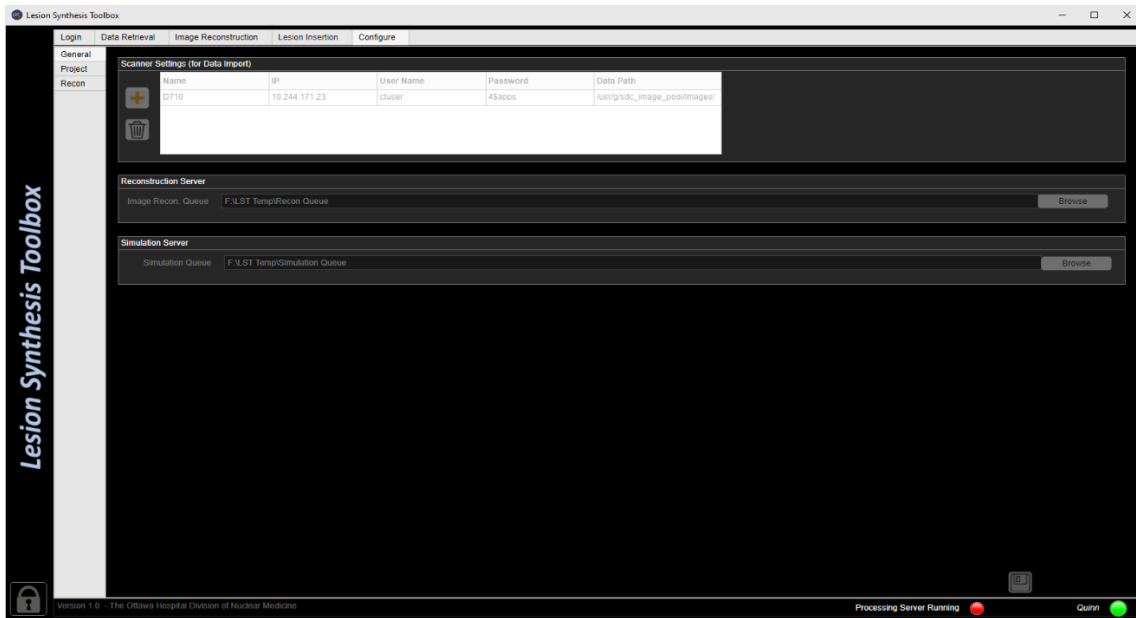 Lesion Synthesis Toolbox
Login Data Retrieval Image Reconstruction Lesion Insertion Configure
General
Project
Recon
Scanner Settings (for Data Import)
Name IP User Name Password Data Path
D710 10.244.171.23 ctuser 4$apps /usr/g/sdc_image_pool/images/
Reconstruction Server
Image Recon. Queue F:\LST Temp\Recon Queue Browse
Simulation Server
Simulation Queue F:\LST Temp\Simulation Queue Browse
Lesion Synthesis Toolbox
Version 1.0 - The Ottawa Hospital Division of Nuclear Medicine
Processing Server Running Quinn